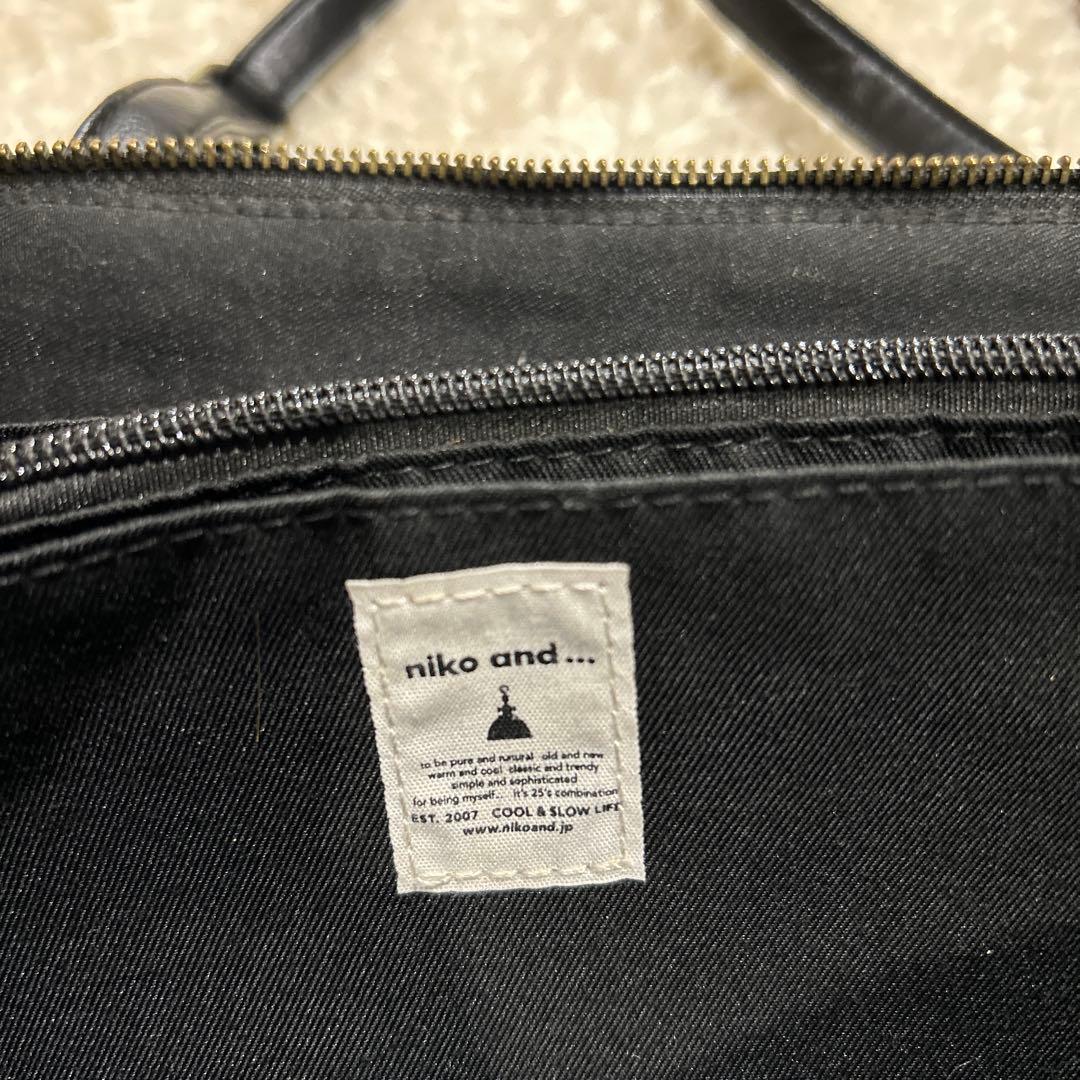 niko and...
to be pure and natural old and new
warm and cool classic and trendy
simple and sophisticated
for being myself... it's 25's combination
EST. 2007 COOL & SLOW LIFE
www.nikoand.jp